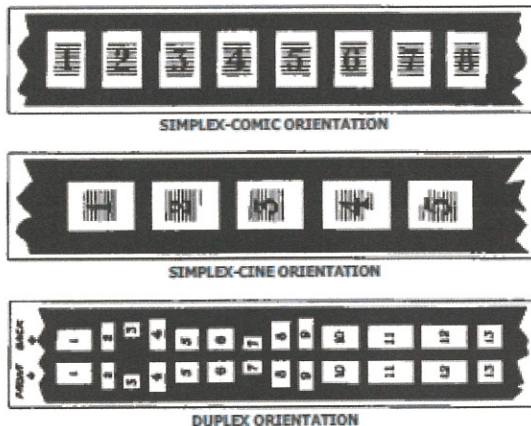 1 2 3 4 5 6 7 8
SIMPLEX-COMIC ORIENTATION
1 2 3 4 5
SIMPLEX-CINE ORIENTATION
BACK 1 2 3 4 5 6 7 8 9 10 11 12 13
FRONT 1 2 3 4 5 6 7 8 9 10 11 12 13
DUPLEX ORIENTATION